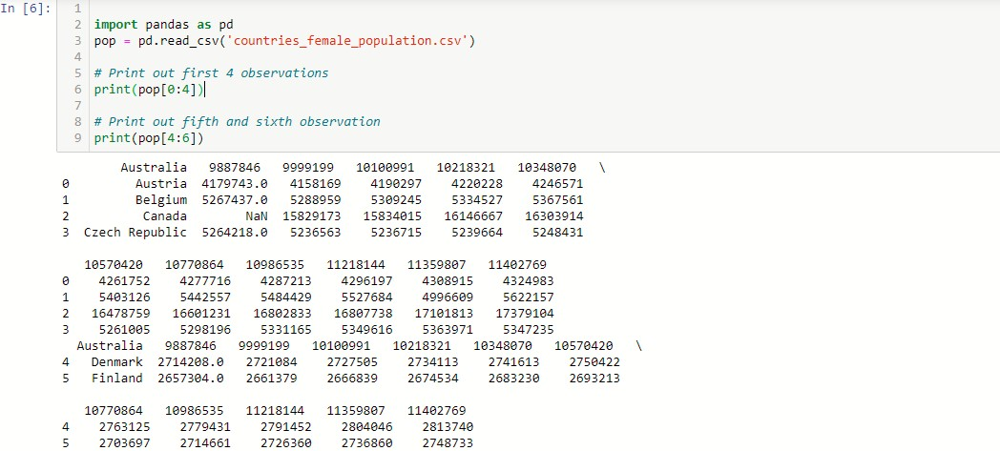 In [6]:
1
2 import pandas as pd
3 pop = pd.read_csv('countries_female_population.csv')
4
5 # Print out first 4 observations
6 print(pop[0:4])
7
8 # Print out fifth and sixth observation
9 print(pop[4:6])
Australia 9887846 9999199 10100991 10218321 10348070 \
0 Austria 4179743.0 4158169 4190297 4220228 4246571
1 Belgium 5267437.0 5288959 5309245 5334527 5367561
2 Canada NaN 15829173 15834015 16146667 16303914
3 Czech Republic 5264218.0 5236563 5236715 5239664 5248431
10570420 10770864 10986535 11218144 11359807 11402769
0 4261752 4277716 4287213 4296197 4308915 4324983
1 5403126 5442557 5484429 5527684 4996609 5622157
2 16478759 16601231 16802833 16807738 17101813 17379104
3 5261005 5298196 5331165 5349616 5363971 5347235
Australia 9887846 9999199 10100991 10218321 10348070 10570420 \
4 Denmark 2714208.0 2721084 2727505 2734113 2741613 2750422
5 Finland 2657304.0 2661379 2666839 2674534 2683230 2693213
10770864 10986535 11218144 11359807 11402769
4 2763125 2779431 2791452 2804046 2813740
5 2703697 2714661 2726360 2736860 2748733